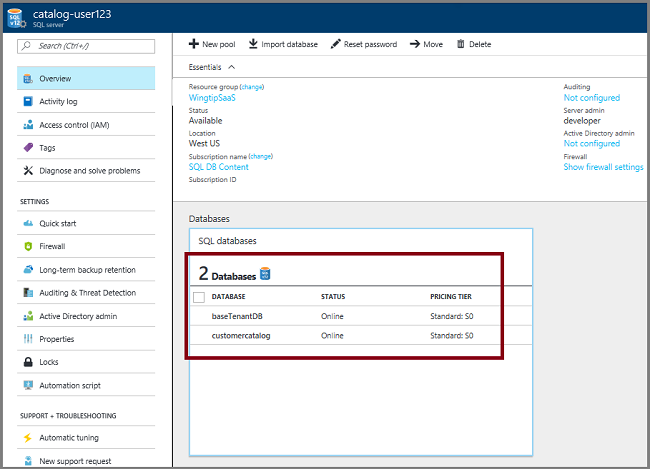 catalog-user123
SQL server
Search (Ctrl+/)
Overview
Activity log
Access control (IAM)
Tags
Diagnose and solve problems
SETTINGS
Quick start
Firewall
Long-term backup retention
Auditing & Threat Detection
Active Directory admin
Properties
Locks
Automation script
SUPPORT + TROUBLESHOOTING
Automatic tuning
New support request
New pool Import database Reset password Move Delete
Essentials
Resource group (change)
WingtipSaaS
Status
Available
Location
West US
Subscription name (change)
SQL DB Content
Subscription ID
Auditing
Not configured
Server admin
developer
Active Directory admin
Not configured
Firewall
Show firewall settings
Databases
SQL databases
2 Databases
DATABASE STATUS PRICING TIER
baseTenantDB Online Standard: S0
customercatalog Online Standard: S0